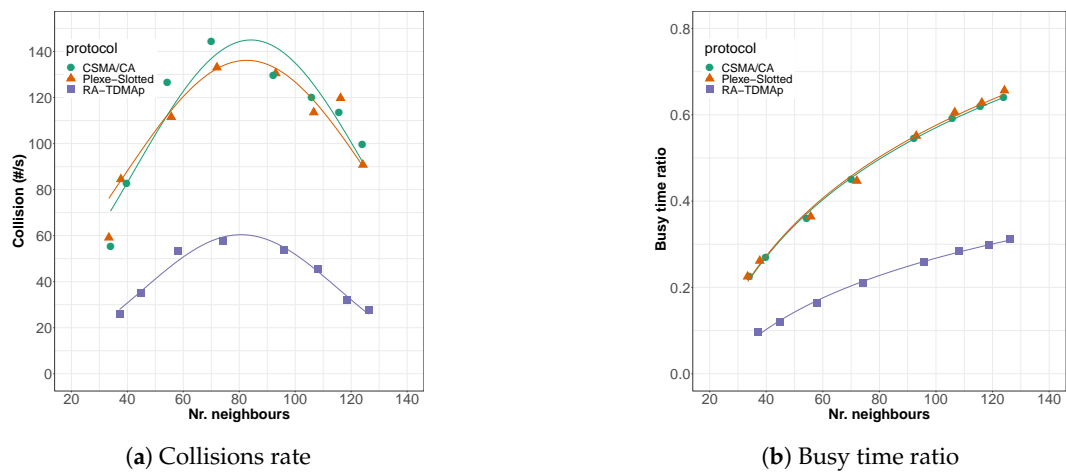 protocol
CSMA/CA
Plexe−Slotted
RA−TDMAp
Collision (#/s)
140
120
100
80
60
40
20
0
20 40 60 80 100 120 140
Nr. neighbours
(a) Collisions rate
protocol
CSMA/CA
Plexe−Slotted
RA−TDMAp
Busy time ratio
0.8
0.6
0.4
0.2
0.0
20 40 60 80 100 120 140
Nr. neighbours
(b) Busy time ratio